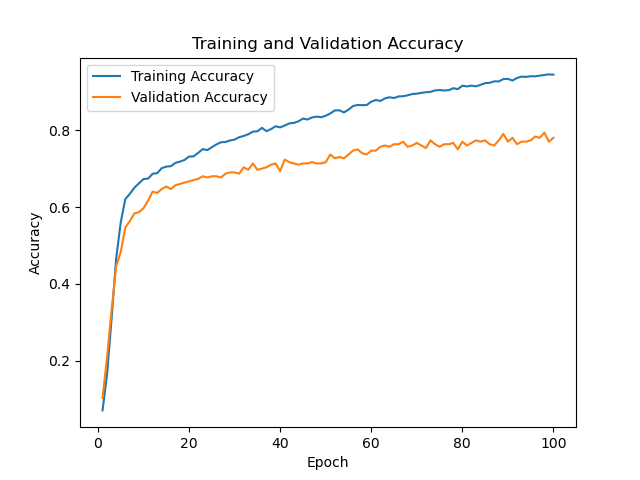 Training and Validation Accuracy
Training Accuracy
Validation Accuracy
0.8
0.6
0.4
0.2
Accuracy
0 20 40 60 80 100
Epoch